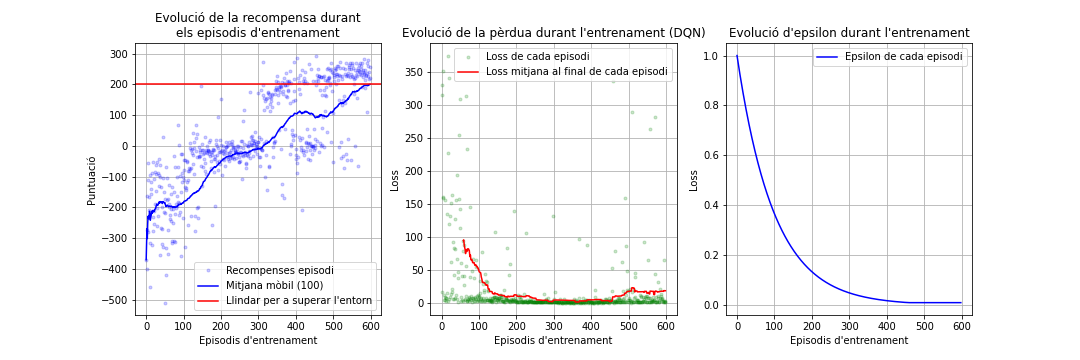 Evolució de la recompensa durant
els episodis d'entrenament
Puntuació
300
200
100
0
−100
−200
−300
−400
−500
Recompenses episodi
Mitjana mòbil (100)
Llindar per a superar l'entorn
0 100 200 300 400 500 600
Episodis d'entrenament
Evolució de la pèrdua durant l'entrenament (DQN)
Loss
350
300
250
200
150
100
50
0
Loss de cada episodi
Loss mitjana al final de cada episodi
0 100 200 300 400 500 600
Episodis d'entrenament
Evolució d'epsilon durant l'entrenament
Loss
1.0
0.8
0.6
0.4
0.2
0.0
Epsilon de cada episodi
0 100 200 300 400 500 600
Episodis d'entrenament